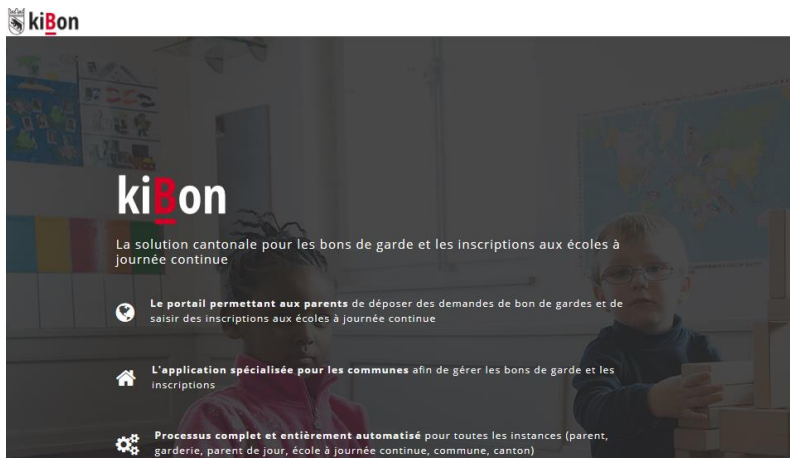 kiBon
kiBon
La solution cantonale pour les bons de garde et les inscriptions aux écoles à
journée continue
Le portail permettant aux parents de déposer des demandes de bon de gardes et de
saisir des inscriptions aux écoles à journée continue
L'application spécialisée pour les communes afin de gérer les bons de garde et les
inscriptions
Processus complet et entièrement automatisé pour toutes les instances (parent,
garderie, parent de jour, école à journée continue, commune, canton)